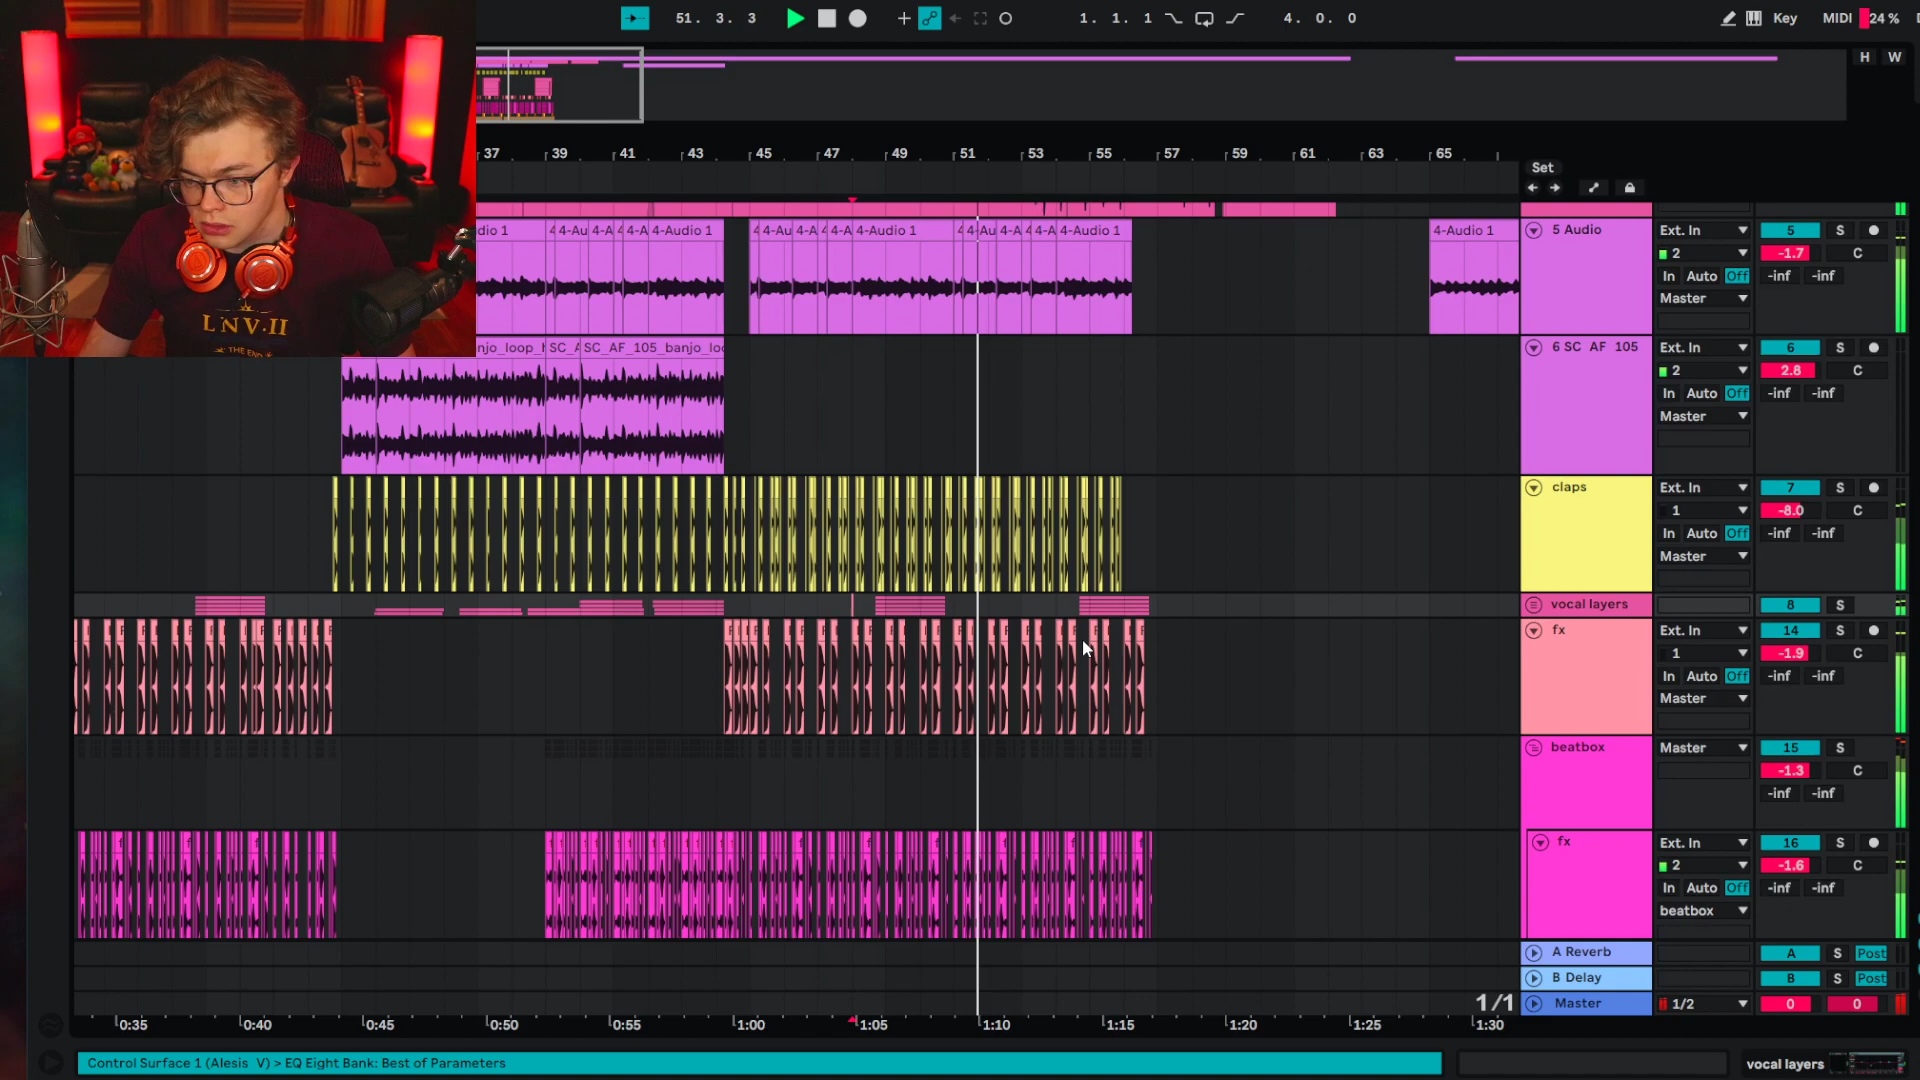 51. 3. 3
1. 1. 1
4. 0. 0
Key
MIDI
24 %
H
W
37
39
41
43
45
47
49
51
53
55
57
59
61
63
65
Set
dio 1
4-Au
4-A
4-A
4-Audio 1
4-Au
4-A
4-A
4-Audio 1
4-Au
4-A
4-A
4-Audio 1
4-Audio 1
5 Audio
Ext. In
5
S
2
-1.7
C
In
Auto
Off
-inf
-inf
Master
LNV·II
THE END
njo_loop_h
SC_A
SC_AF_105_banjo_loo
6 SC AF 105
Ext. In
6
S
2
2.8
C
In
Auto
Off
-inf
-inf
Master
claps
Ext. In
7
S
1
-8.0
C
In
Auto
Off
-inf
-inf
Master
vocal layers
8
S
fx
Ext. In
14
S
1
-1.9
C
In
Auto
Off
-inf
-inf
Master
beatbox
Master
15
S
-1.3
C
-inf
-inf
fx
Ext. In
16
S
2
-1.6
C
In
Auto
Off
-inf
-inf
beatbox
A Reverb
A
S
Post
B Delay
B
S
Post
1/1
Master
1/2
0
0
0:35
0:40
0:45
0:50
0:55
1:00
1:05
1:10
1:15
1:20
1:25
1:30
Control Surface 1 (Alesis V) > EQ Eight Bank: Best of Parameters
vocal layers